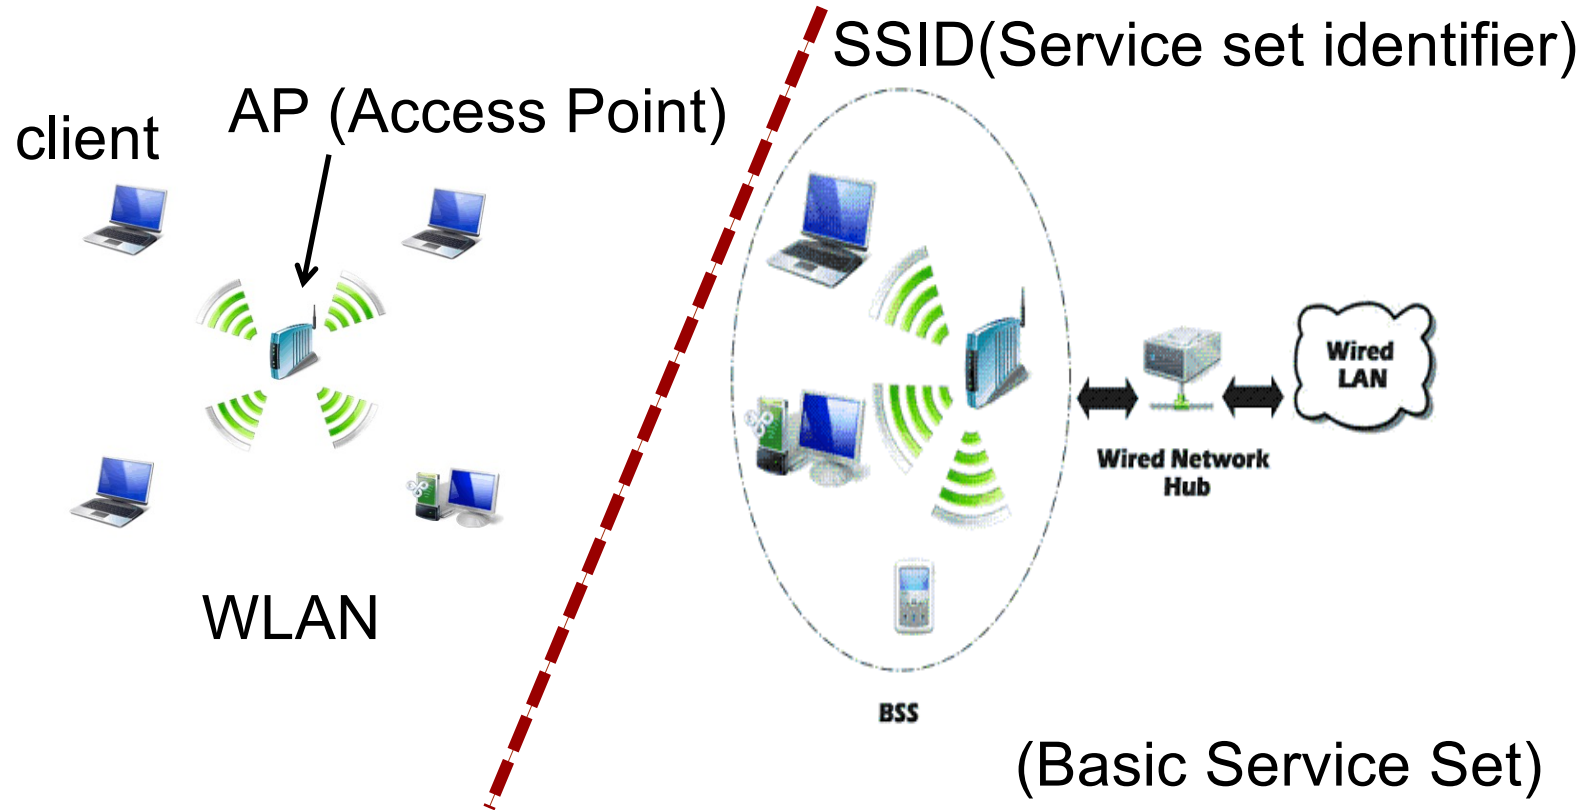 SSID(Service set identifier)
AP (Access Point)
client
Wired
LAN
Wired Network
Hub
WLAN
BSS
(Basic Service Set)